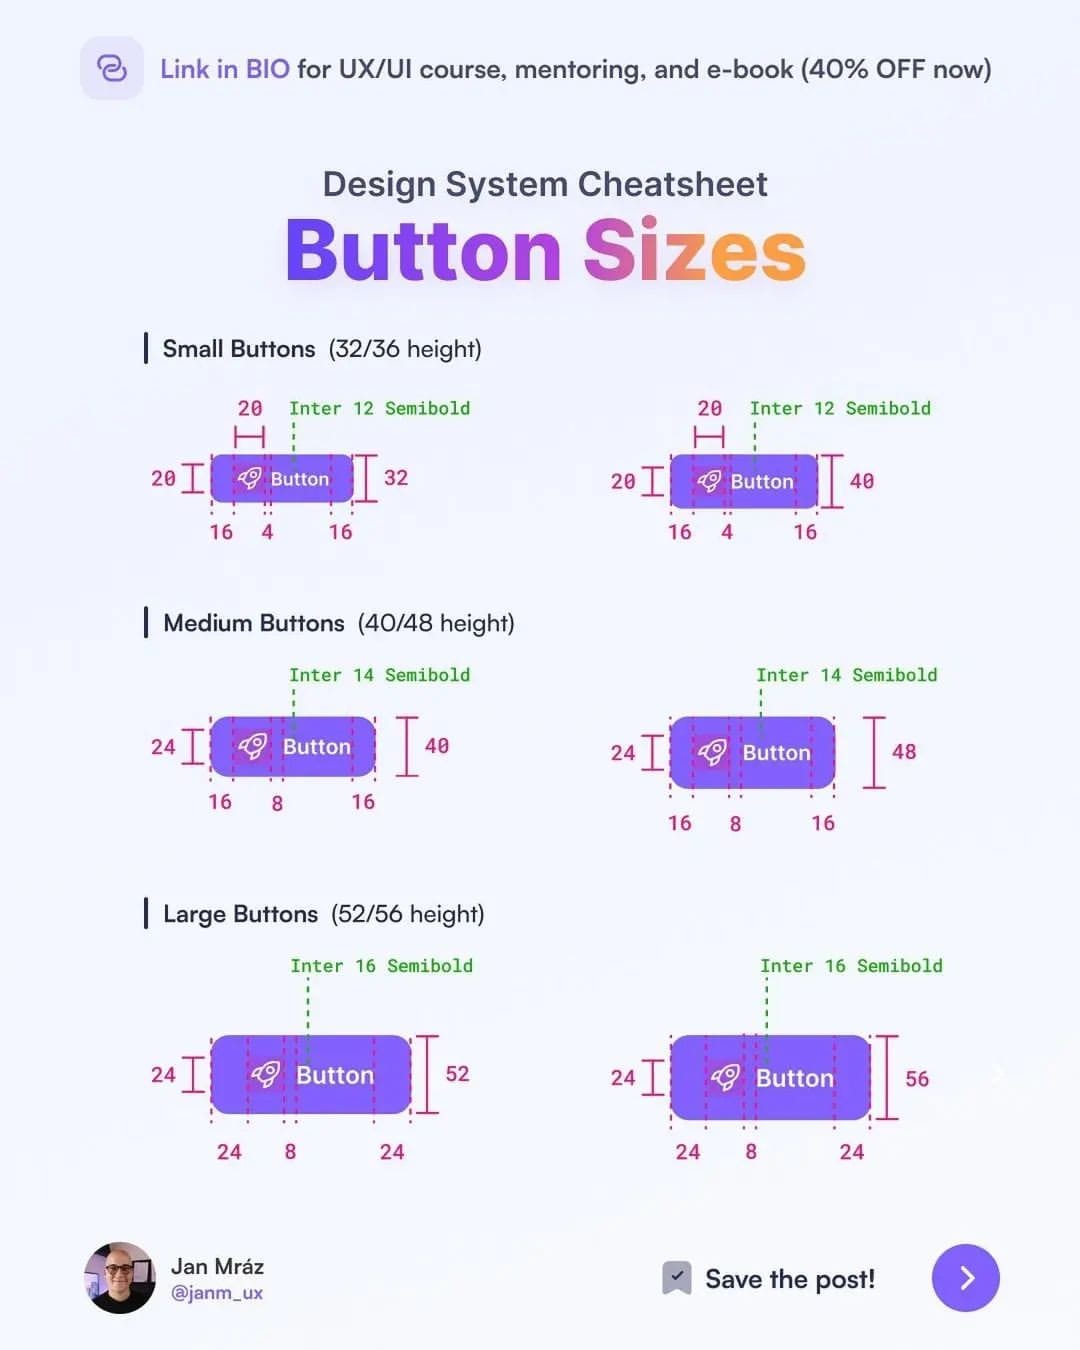 Link in BIO for UX/UI course, mentoring, and e-book (40% OFF now)
Design System Cheatsheet
Button Sizes
Small Buttons (32/36 height)
20 Inter 12 Semibold
20 Button 32
16 4 16
20 Inter 12 Semibold
20 Button 40
16 4 16
Medium Buttons (40/48 height)
Inter 14 Semibold
24 Button 40
16 8 16
Inter 14 Semibold
24 Button 48
16 8 16
Large Buttons (52/56 height)
Inter 16 Semibold
24 Button 52
24 8 24
Inter 16 Semibold
24 Button 56
24 8 24
Jan Mráz
@janm_ux
Save the post!